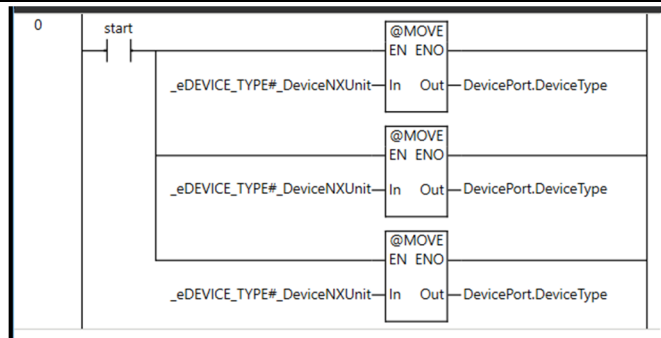 0
start
@MOVE
EN ENO
_eDEVICE_TYPE#_DeviceNXUnit In Out DevicePort.DeviceType
@MOVE
EN ENO
_eDEVICE_TYPE#_DeviceNXUnit In Out DevicePort.DeviceType
@MOVE
EN ENO
_eDEVICE_TYPE#_DeviceNXUnit In Out DevicePort.DeviceType